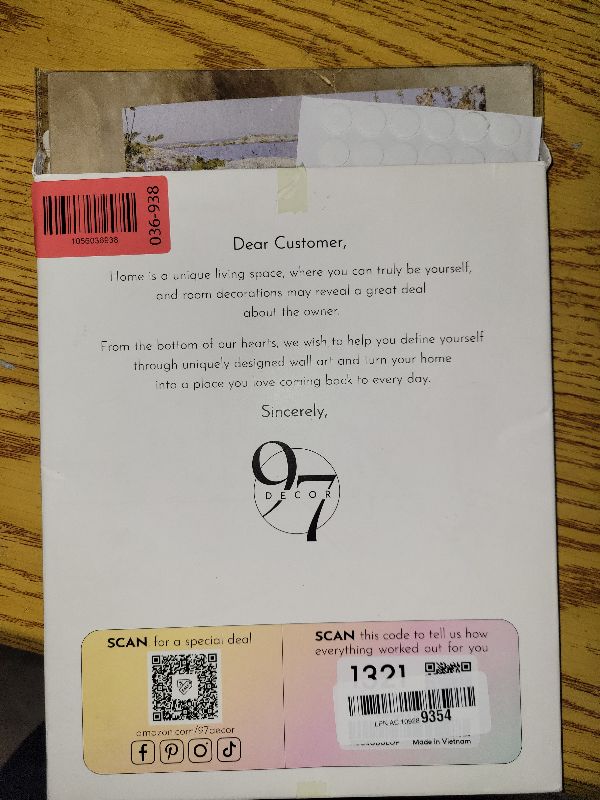 036-938
1056036938
Dear Customer,
Home is a unique living space, where you can truly be yourself,
and room decorations may reveal a great deal
about the owner.
From the bottom of our hearts, we wish to help you define yourself
through uniquely designed wall art and turn your home
into a place you love coming back to every day.
Sincerely,
97
DECOR
SCAN for a special deal
amazon.com/97decor
SCAN this code to tell us how
everything worked out for you
1321
9354
Made in Vietnam